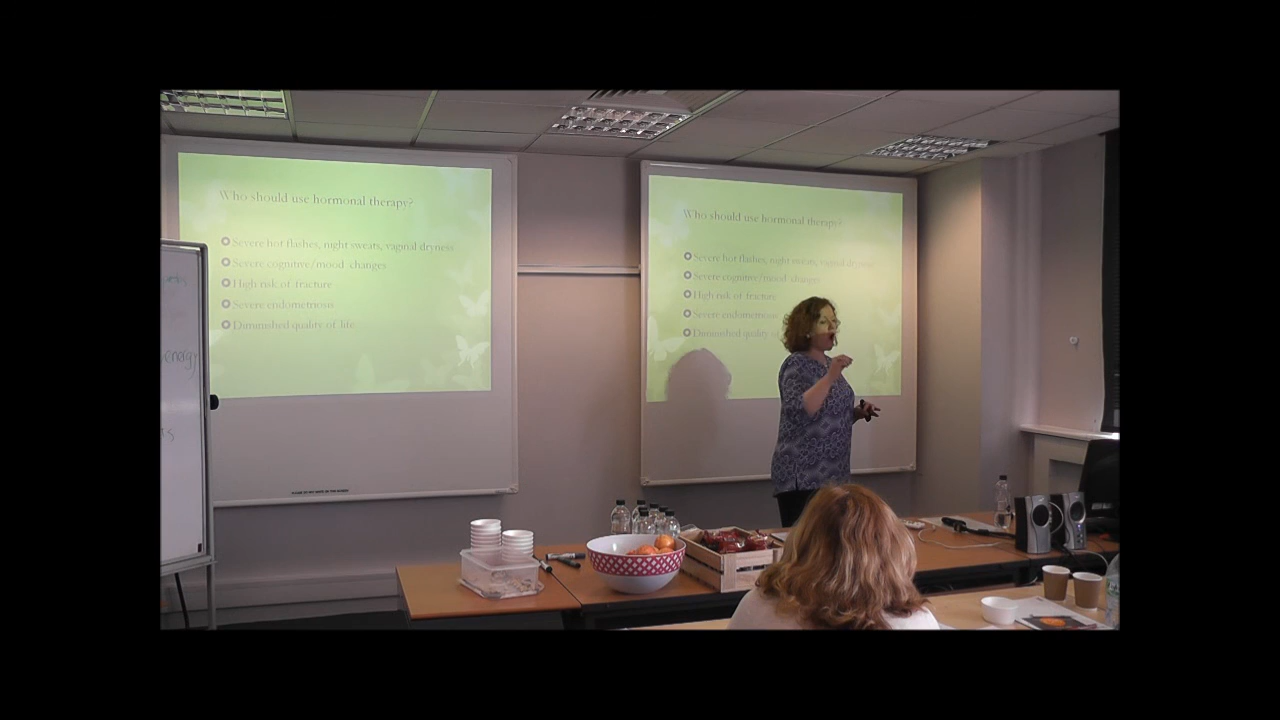 Who should use hormonal therapy?
Severe hot flashes, night sweats, vaginal dryness
Severe cognitive/mood changes
High risk of fracture
Severe endometriosis
Diminished quality of life
Who should use hormonal therapy?
Severe hot flashes, night sweats, vaginal dryness
Severe cognitive/mood changes
High risk of fracture
Severe endometriosis
Diminished quality of
energy